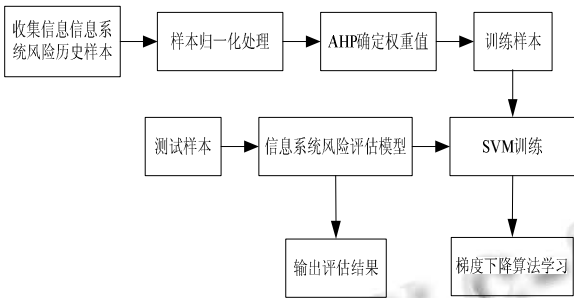 收集信息信息系
统风险历史样本
样本归一化处理
AHP确定权重值
训练样本
测试样本
信息系统风险评估模型
SVM训练
输出评估结果
梯度下降算法学习